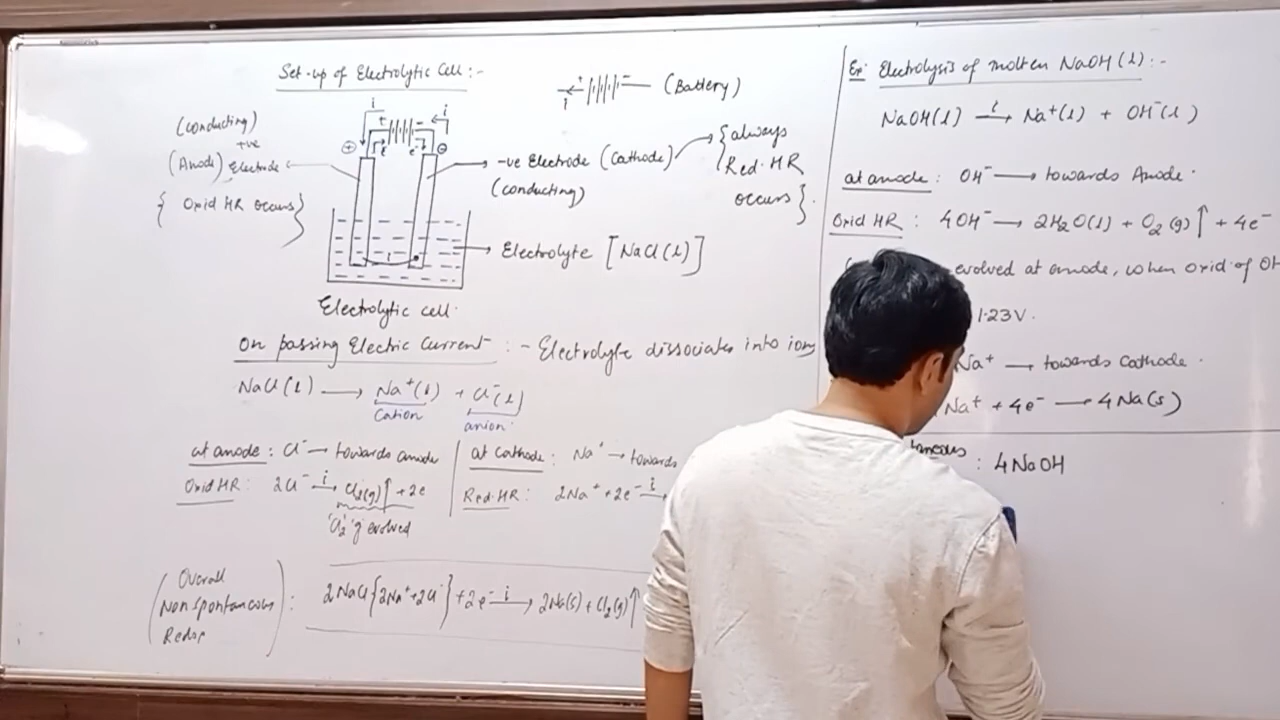 Set-up of Electrolytic Cell :-
(Battery)
i
(conducting)
+ve
(Anode) Electrode
{ Oxid HR occurs }
i
i
+
-
e⁻
e⁻
⊕
⊖
-ve Electrode (Cathode)
(conducting)
{always
Red. HR
occurs }.
Electrolyte [NaCl(l)]
i
Electrolytic cell.
On passing Electric Current : - Electrolyte dissociates into ions
NaCl(l) ⟶ Na⁺(l) + Cl⁻(l)
Cation
anion.
at anode : Cl⁻ → towards anode
Oxid HR : 2Cl⁻ –i→ Cl₂(g)↑ + 2e
'Cl₂' g evolved
at Cathode : Na⁺ → towards
Red. HR : 2Na⁺ + 2e⁻ –i→
(Overall
Nonspontaneous
Redox) :
2NaCl {2Na⁺+2Cl⁻} + 2e⁻ –i→ 2Na(s) + Cl₂(g)↑
Ex: Electrolysis of molten NaOH(l) :-
NaOH(l) –i→ Na⁺(l) + OH⁻(l)
at anode : OH⁻ ⟶ towards Anode.
Oxid HR : 4OH⁻ ⟶ 2H₂O(l) + O₂(g)↑ + 4e⁻
evolved at anode, when Oxid. of OH
1.23V.
Na⁺ ⟶ towards Cathode.
Na⁺ + 4e⁻ ⟶ 4Na(s)
taneous : 4NaOH